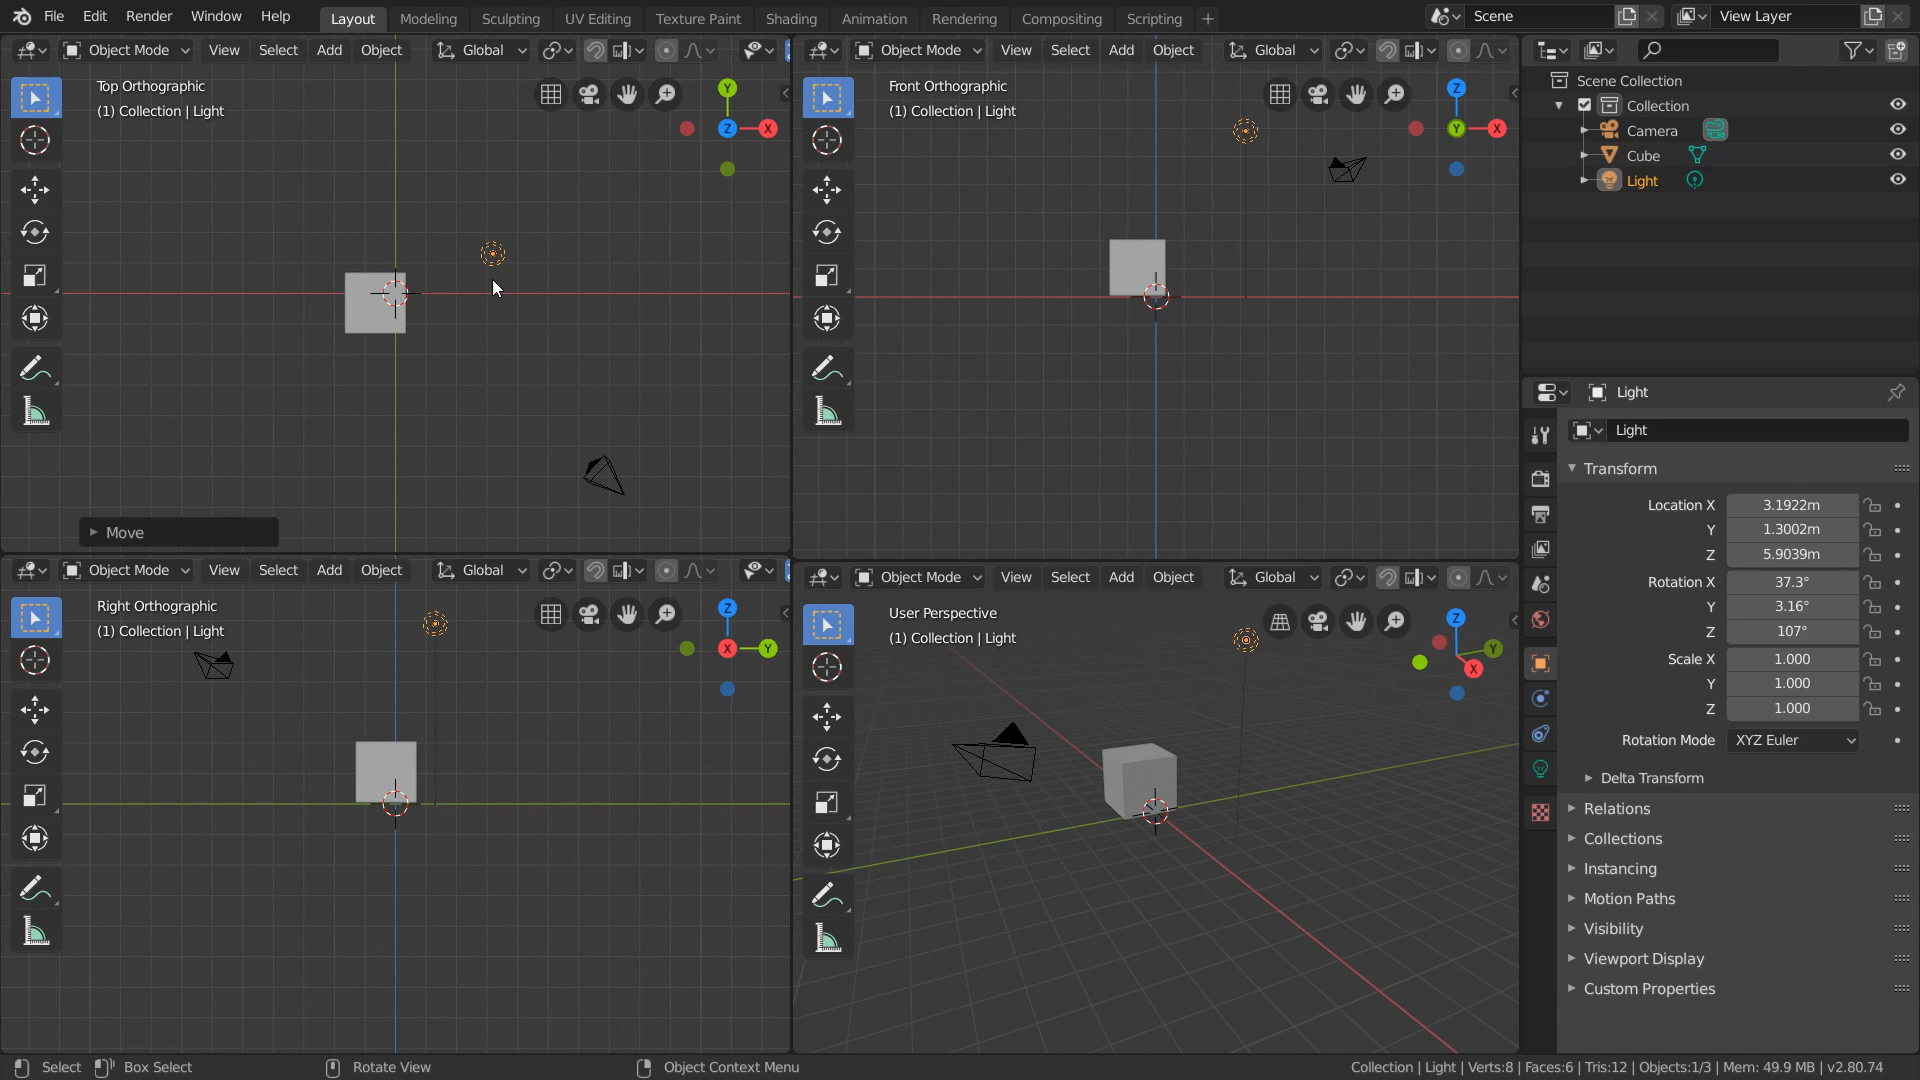 File Edit Render Window Help Layout Modeling Sculpting UV Editing Texture Paint Shading Animation Rendering Compositing Scripting + Scene View Layer
Object Mode View Select Add Object Global
Top Orthographic
(1) Collection | Light
Y
Z X
Move
Object Mode View Select Add Object Global
Front Orthographic
(1) Collection | Light
Z
Y X
Object Mode View Select Add Object Global
Right Orthographic
(1) Collection | Light
Z
X Y
Object Mode View Select Add Object Global
User Perspective
(1) Collection | Light
Z
Y
X
Scene Collection
Collection
Camera
Cube
Light
Light
Light
Transform
Location X 3.1922m
Y 1.3002m
Z 5.9039m
Rotation X 37.3°
Y 3.16°
Z 107°
Scale X 1.000
Y 1.000
Z 1.000
Rotation Mode XYZ Euler
Delta Transform
Relations
Collections
Instancing
Motion Paths
Visibility
Viewport Display
Custom Properties
Select Box Select Rotate View Object Context Menu Collection | Light | Verts:8 | Faces:6 | Tris:12 | Objects:1/3 | Mem: 49.9 MB | v2.80.74